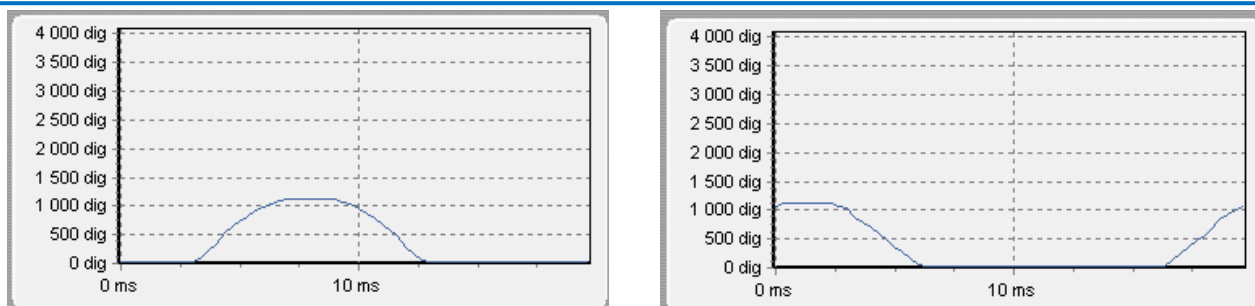 4 000 dig
3 500 dig
3 000 dig
2 500 dig
2 000 dig
1 500 dig
1 000 dig
500 dig
0 dig
0 ms 10 ms
4 000 dig
3 500 dig
3 000 dig
2 500 dig
2 000 dig
1 500 dig
1 000 dig
500 dig
0 dig
0 ms 10 ms